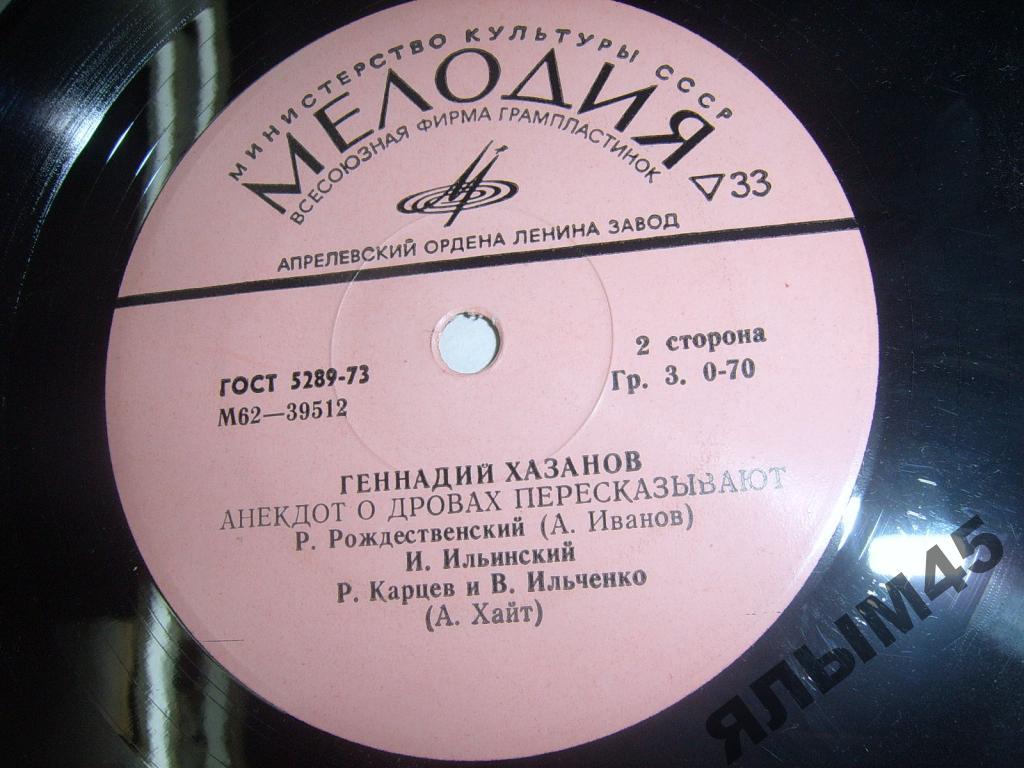 МИНИСТЕРСТВО КУЛЬТУРЫ СССР
МЕЛОДИЯ
ВСЕСОЮЗНАЯ ФИРМА ГРАМПЛАСТИНОК
33
АПРЕЛЕВСКИЙ ОРДЕНА ЛЕНИНА ЗАВОД
2 сторона
ГОСТ 5289-73
Гр. 3. 0-70
М62—39512
ГЕННАДИЙ ХАЗАНОВ
АНЕКДОТ О ДРОВАХ ПЕРЕСКАЗЫВАЮТ
Р. Рождественский (А. Иванов)
И. Ильинский
Р. Карцев и В. Ильченко
(А. Хайт)
ЯЛЫМ45